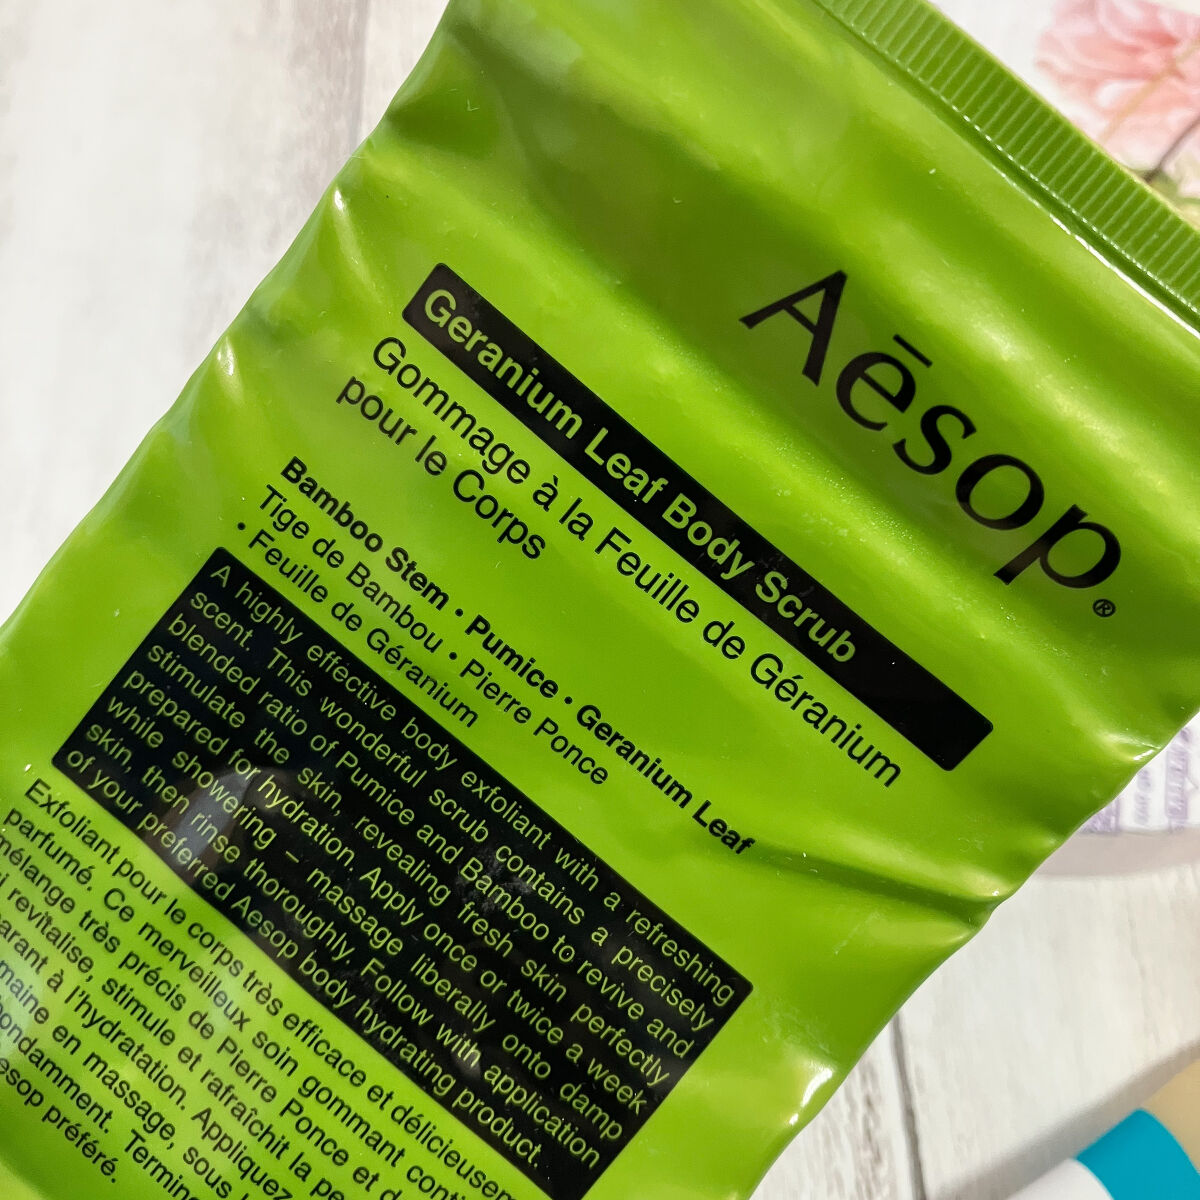 Aēsop®
Geranium Leaf Body Scrub
Gommage à la Feuille de Géranium
pour le Corps
Bamboo Stem • Pumice • Geranium Leaf
Tige de Bambou • Pierre Ponce
• Feuille de Géranium
A highly effective body exfoliant with a refreshing
scent. This wonderful scrub contains a precisely
blended ratio of Pumice and Bamboo to revive and
stimulate the skin, revealing fresh skin perfectly
prepared for hydration. Apply once or twice a week
while showering – massage liberally onto damp
skin, then rinse thoroughly. Follow with application
of your preferred Aesop body hydrating product.
Exfoliant pour le corps très efficace et délicieusem
parfumé. Ce merveilleux soin gommant conti
mélange très précis de Pierre Ponce et d
revitalise, stimule et rafraîchit la pe
arant à l'hydratation. Appliquez
maine en massage, sous
ondamment. Termine
esop préféré.